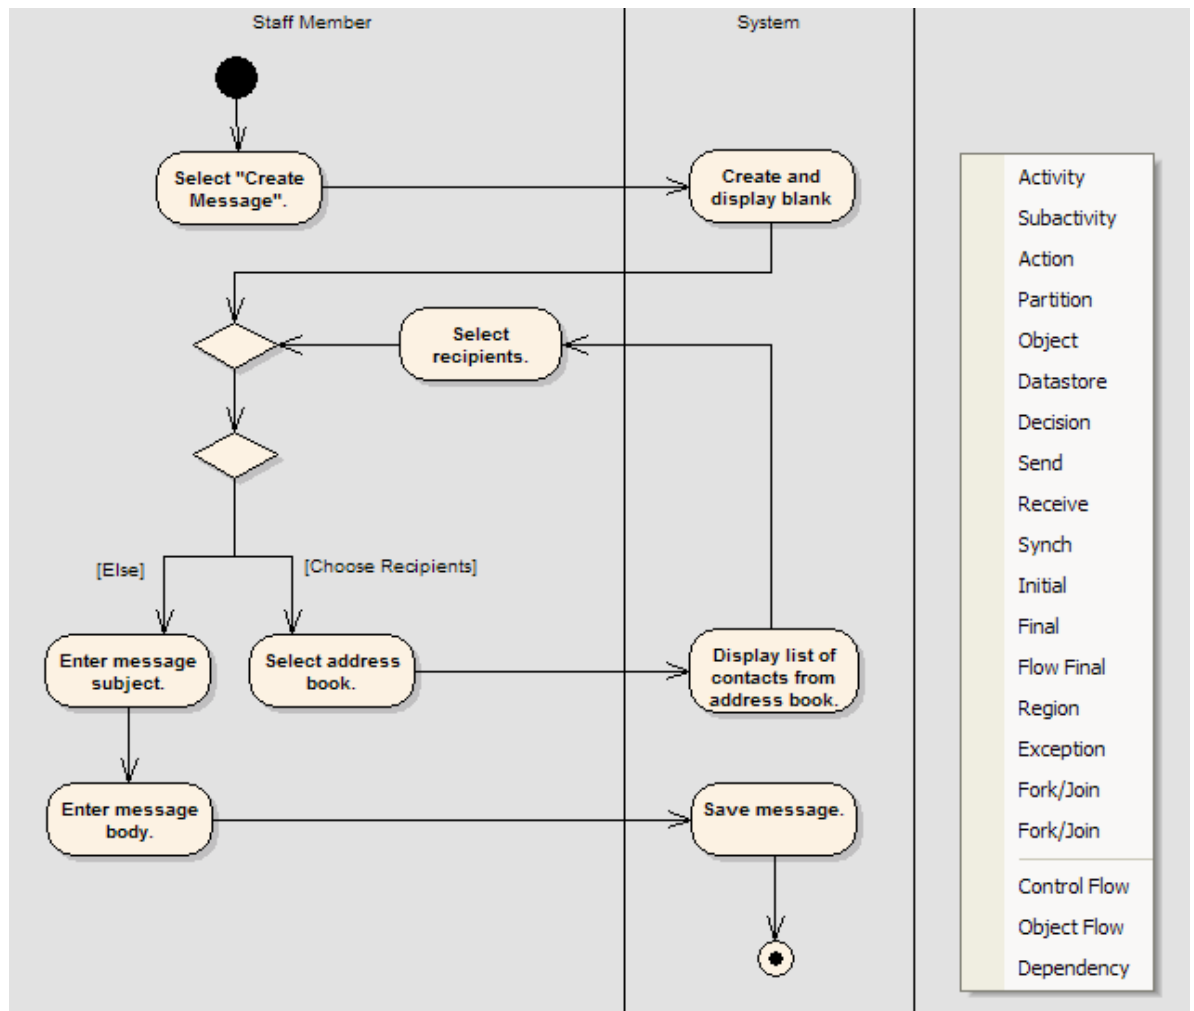 Staff Member
System
Select "Create
Message".
Create and
display blank
Select
recipients.
[Else]
[Choose Recipients]
Enter message
subject.
Select address
book.
Display list of
contacts from
address book.
Enter message
body.
Save message.
Activity
Subactivity
Action
Partition
Object
Datastore
Decision
Send
Receive
Synch
Initial
Final
Flow Final
Region
Exception
Fork/Join
Fork/Join
Control Flow
Object Flow
Dependency